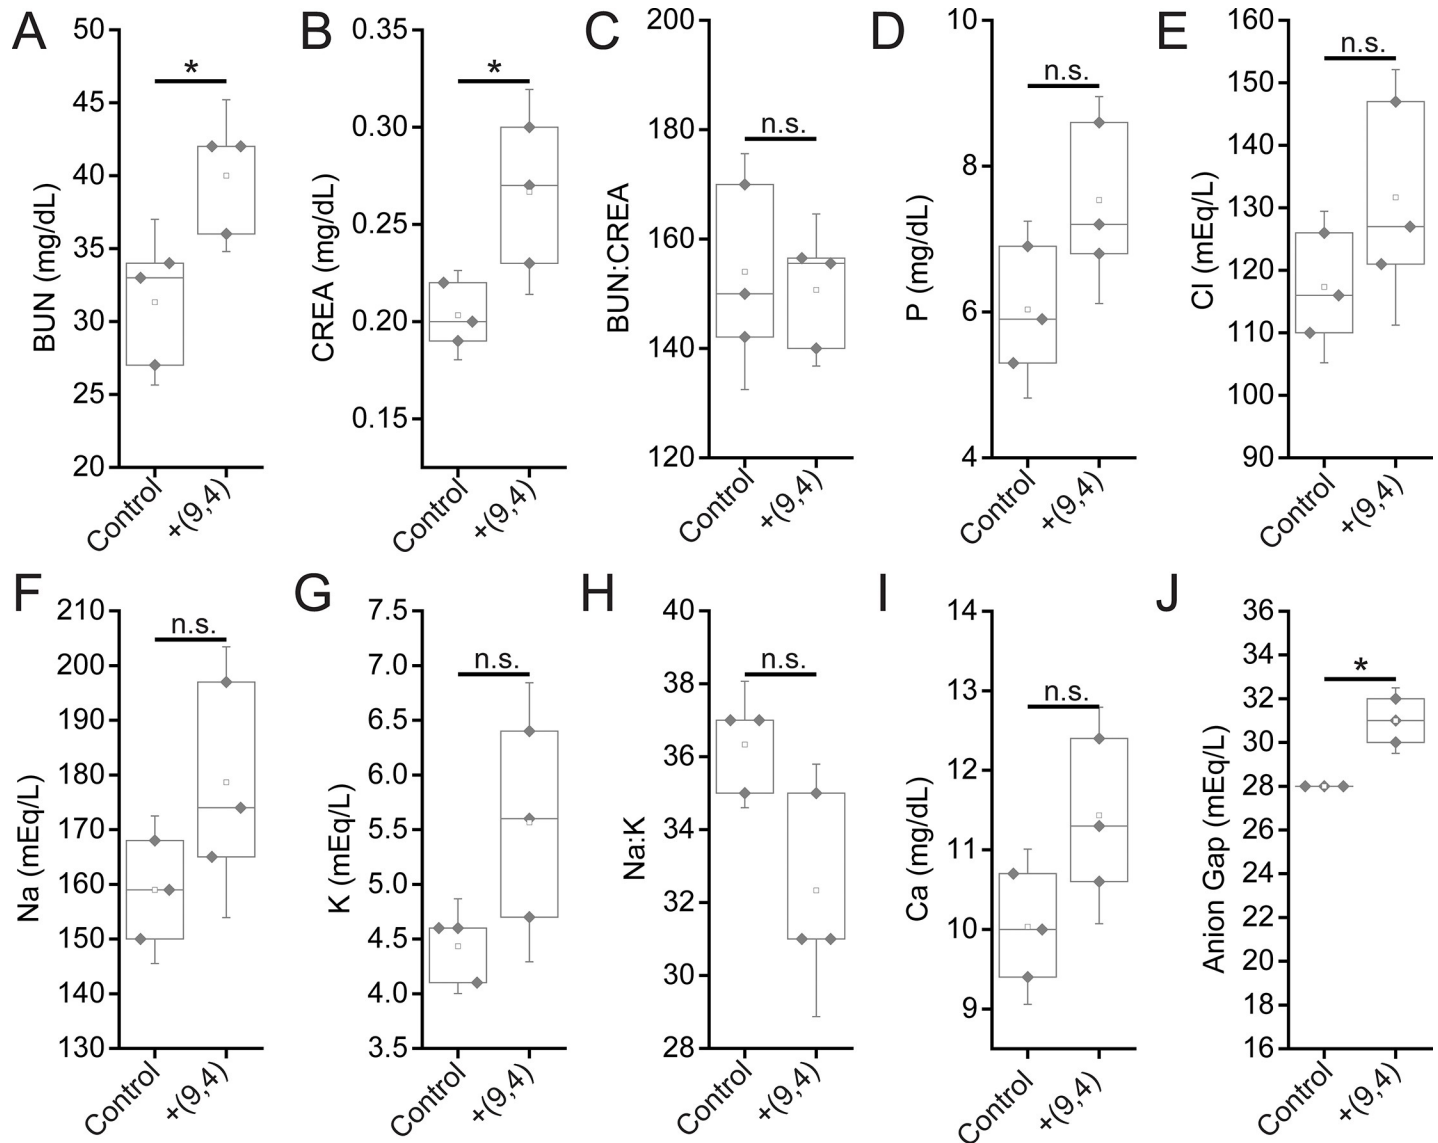 A
BUN (mg/dL)
50
45
40
35
30
25
20
*
Control
+(9,4)
B
CREA (mg/dL)
0.35
0.30
0.25
0.20
0.15
*
Control
+(9,4)
C
BUN:CREA
200
180
160
140
120
n.s.
Control
+(9,4)
D
P (mg/dL)
10
8
6
4
n.s.
Control
+(9,4)
E
Cl (mEq/L)
160
150
140
130
120
110
100
90
n.s.
Control
+(9,4)
F
Na (mEq/L)
210
200
190
180
170
160
150
140
130
n.s.
Control
+(9,4)
G
K (mEq/L)
7.5
7.0
6.5
6.0
5.5
5.0
4.5
4.0
3.5
n.s.
Control
+(9,4)
H
Na:K
40
38
36
34
32
30
28
n.s.
Control
+(9,4)
I
Ca (mg/dL)
14
13
12
11
10
9
n.s.
Control
+(9,4)
J
Anion Gap (mEq/L)
36
34
32
30
28
26
24
22
20
18
16
*
Control
+(9,4)